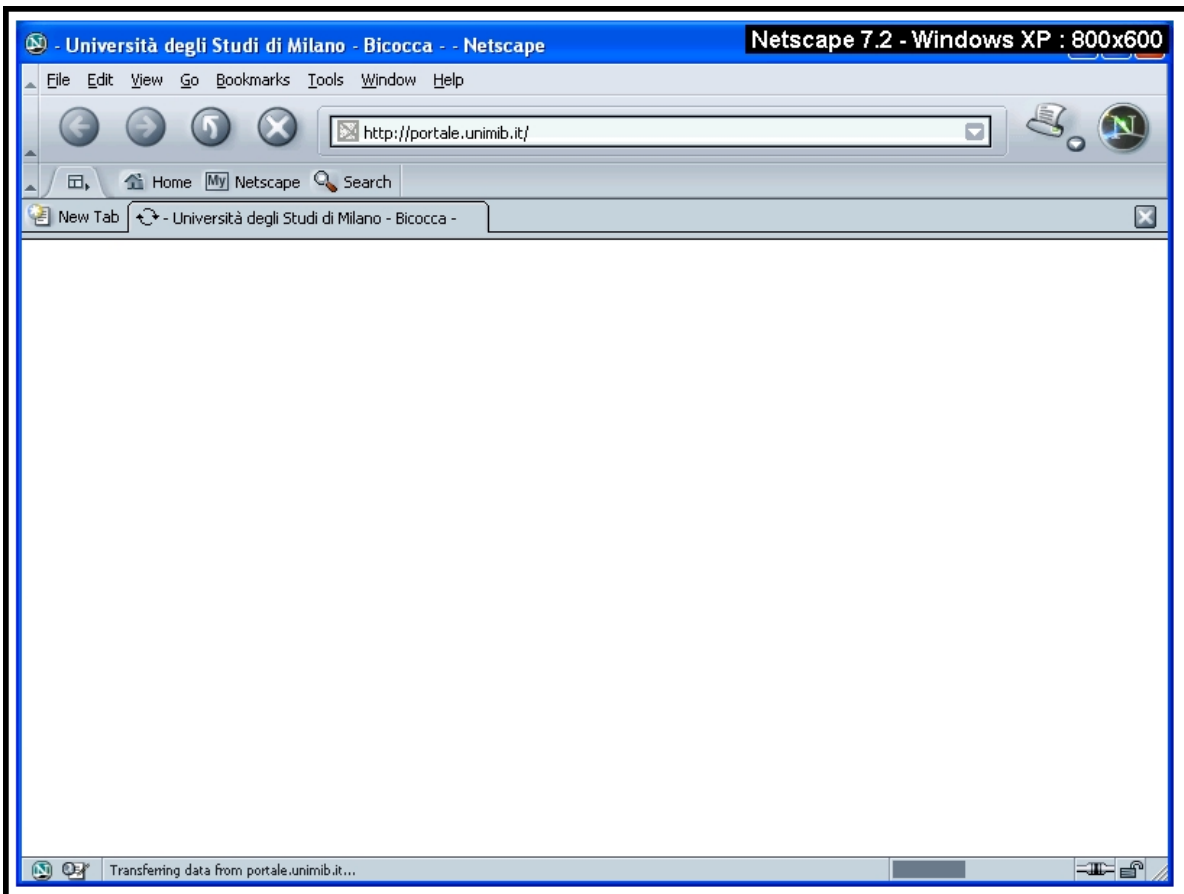 - Università degli Studi di Milano - Bicocca - - Netscape
Netscape 7.2 - Windows XP : 800x600
File Edit View Go Bookmarks Tools Window Help
http://portale.unimib.it/
N
Home My Netscape Search
New Tab - Università degli Studi di Milano - Bicocca -
Transferring data from portale.unimib.it...